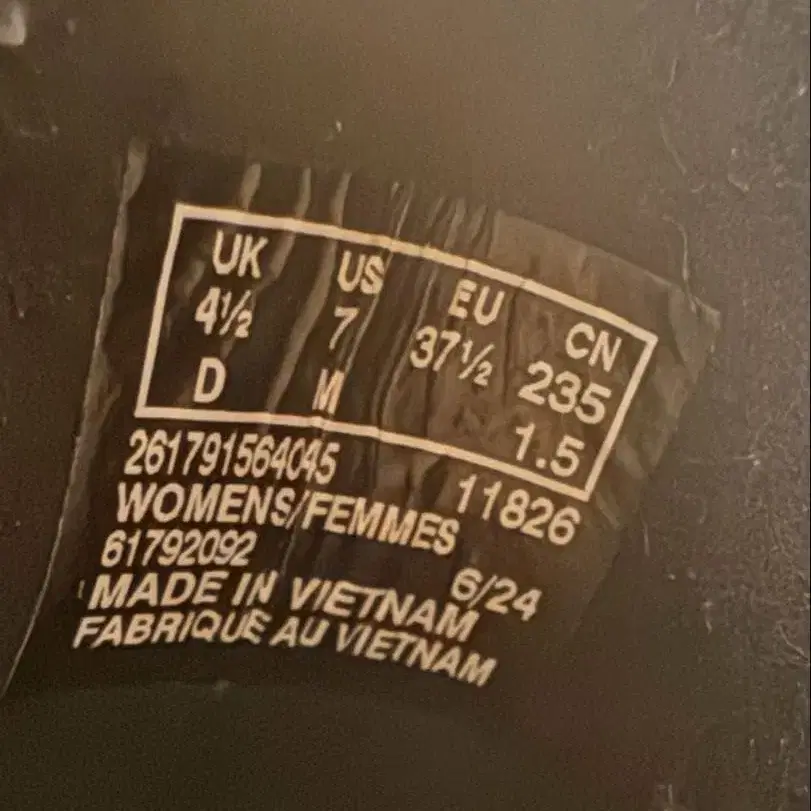 UK US EU CN
4½ 7 37½ 235
D M 1.5
261791564045 11826
WOMENS/FEMMES
61792092 6/24
MADE IN VIETNAM
FABRIQUE AU VIETNAM